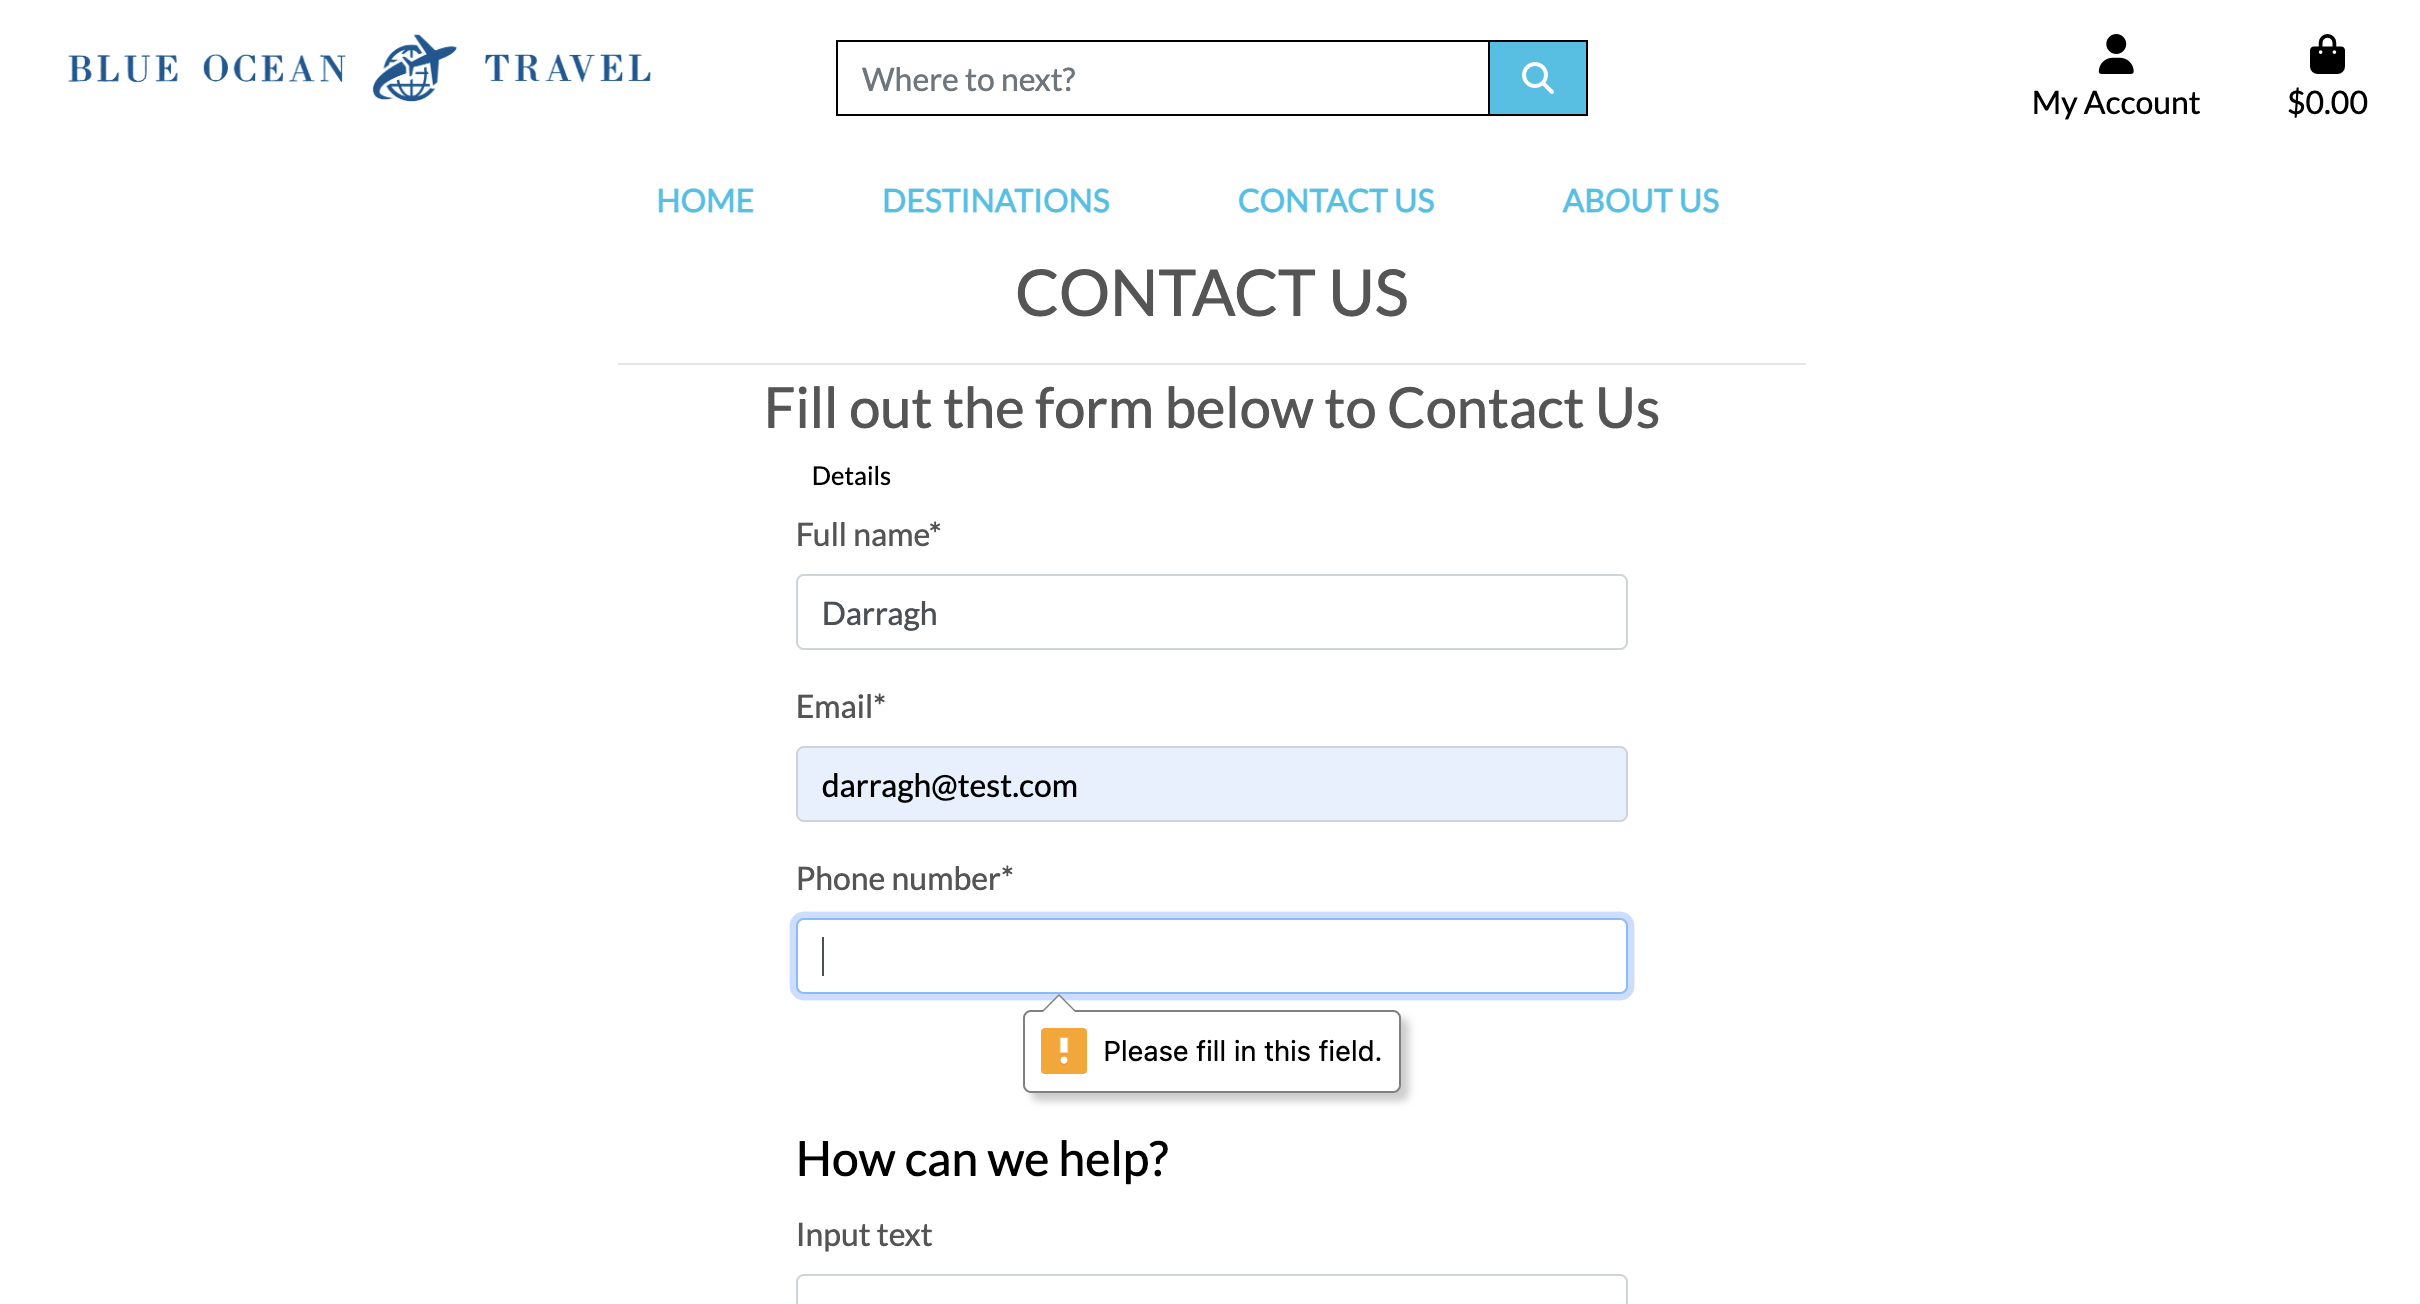 BLUE OCEAN TRAVEL
Where to next?
My Account
$0.00
HOME DESTINATIONS CONTACT US ABOUT US
CONTACT US
Fill out the form below to Contact Us
Details
Full name*
Darragh
Email*
darragh@test.com
Phone number*
Please fill in this field.
How can we help?
Input text